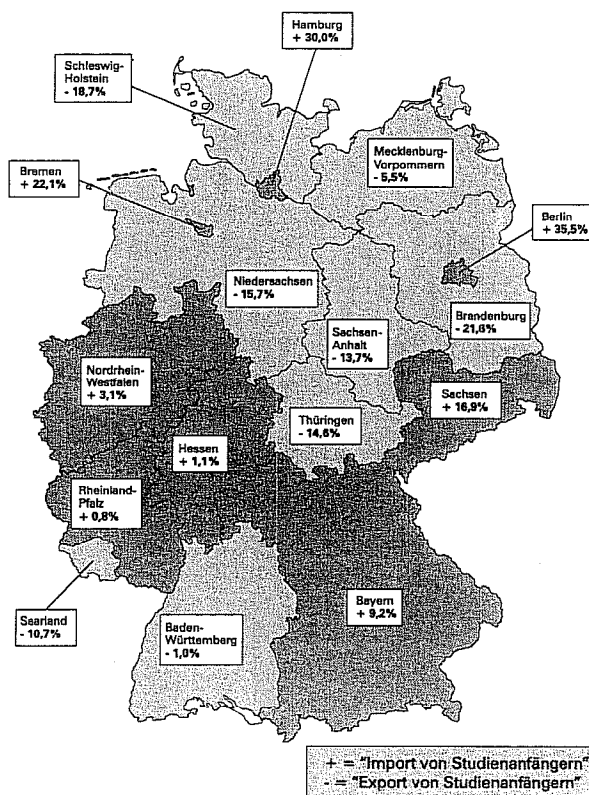 Hamburg
+ 30,0%
Schleswig-
Holstein
- 18,7%
Mecklenburg-
Vorpommern
- 5,5%
Bremen
+ 22,1%
Berlin
+ 35,5%
Niedersachsen
- 15,7%
Brandenburg
- 21,6%
Sachsen-
Anhalt
- 13,7%
Nordrhein-
Westfalen
+ 3,1%
Sachsen
+ 16,9%
Thüringen
- 14,6%
Hessen
+ 1,1%
Rheinland-
Pfalz
+ 0,8%
Saarland
- 10,7%
Bayern
+ 9,2%
Baden-
Württemberg
- 1,0%
+ = "Import von Studienanfängern"
- = "Export von Studienanfängern"